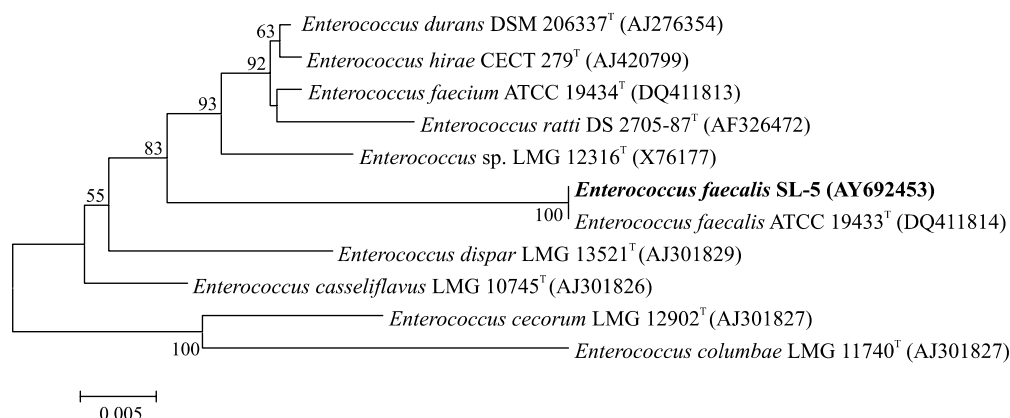 63
Enterococcus durans DSM 206337T (AJ276354)
Enterococcus hirae CECT 279T (AJ420799)
92
Enterococcus faecium ATCC 19434T (DQ411813)
93
Enterococcus ratti DS 2705-87T (AF326472)
83
Enterococcus sp. LMG 12316T (X76177)
55
Enterococcus faecalis SL-5 (AY692453)
100
Enterococcus faecalis ATCC 19433T (DQ411814)
Enterococcus dispar LMG 13521T (AJ301829)
Enterococcus casseliflavus LMG 10745T (AJ301826)
Enterococcus cecorum LMG 12902T (AJ301827)
100
Enterococcus columbae LMG 11740T (AJ301827)
0.005